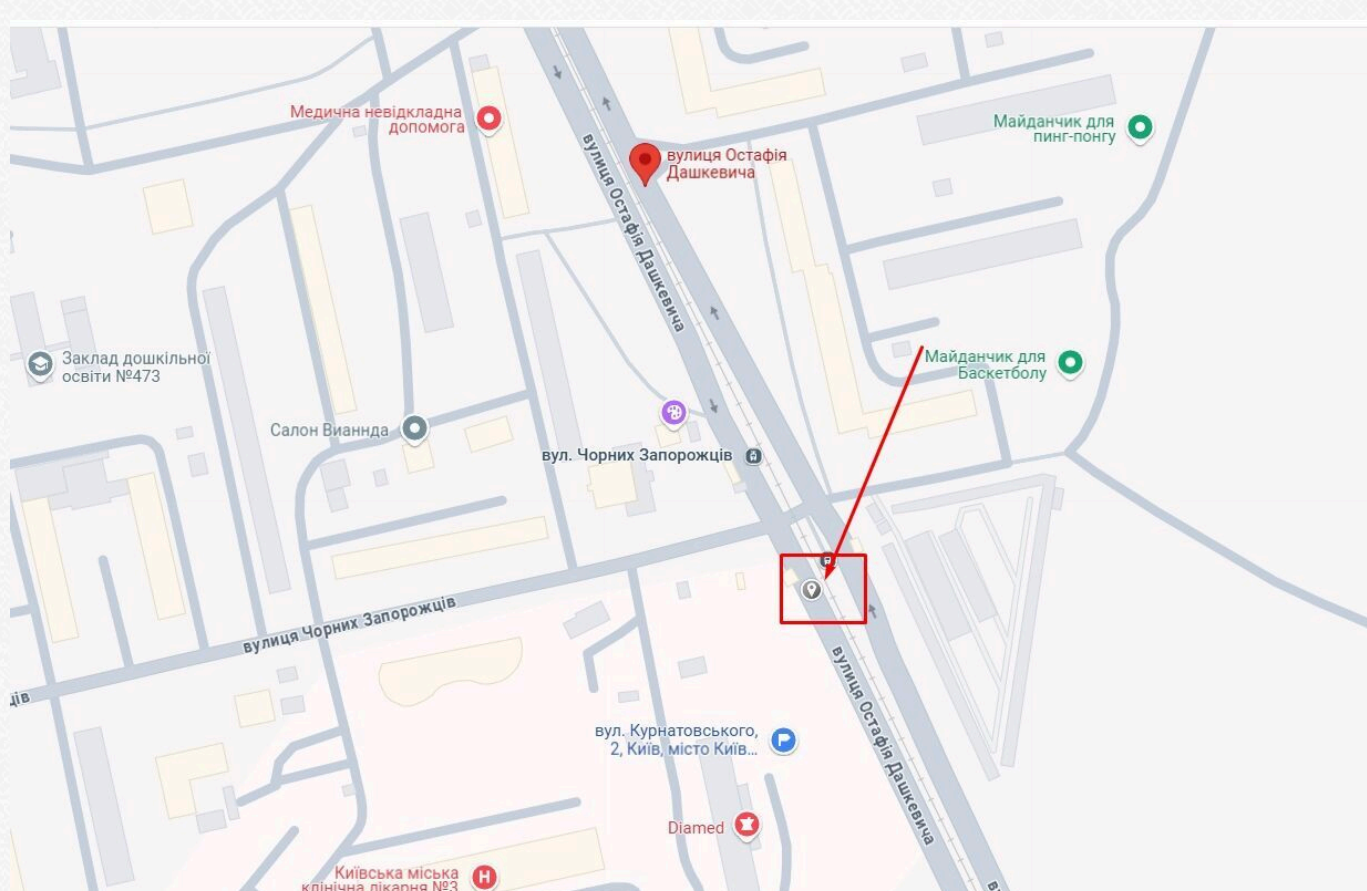 Медична невідкладна
допомога
Майданчик для
пинг-понгу
вулиця Остафія
Дашкевича
вулиця Остафія Дашкевича
Заклад дошкільної
освіти №473
Майданчик для
Баскетболу
Салон Вианнда
вул. Чорних Запорожців
вулиця Чорних Запорожців
ців
вулиця Остафія Дашкевича
вул. Курнатовського,
2, Київ, місто Київ...
Diamed
Київська міська
клінічна лікарня №3